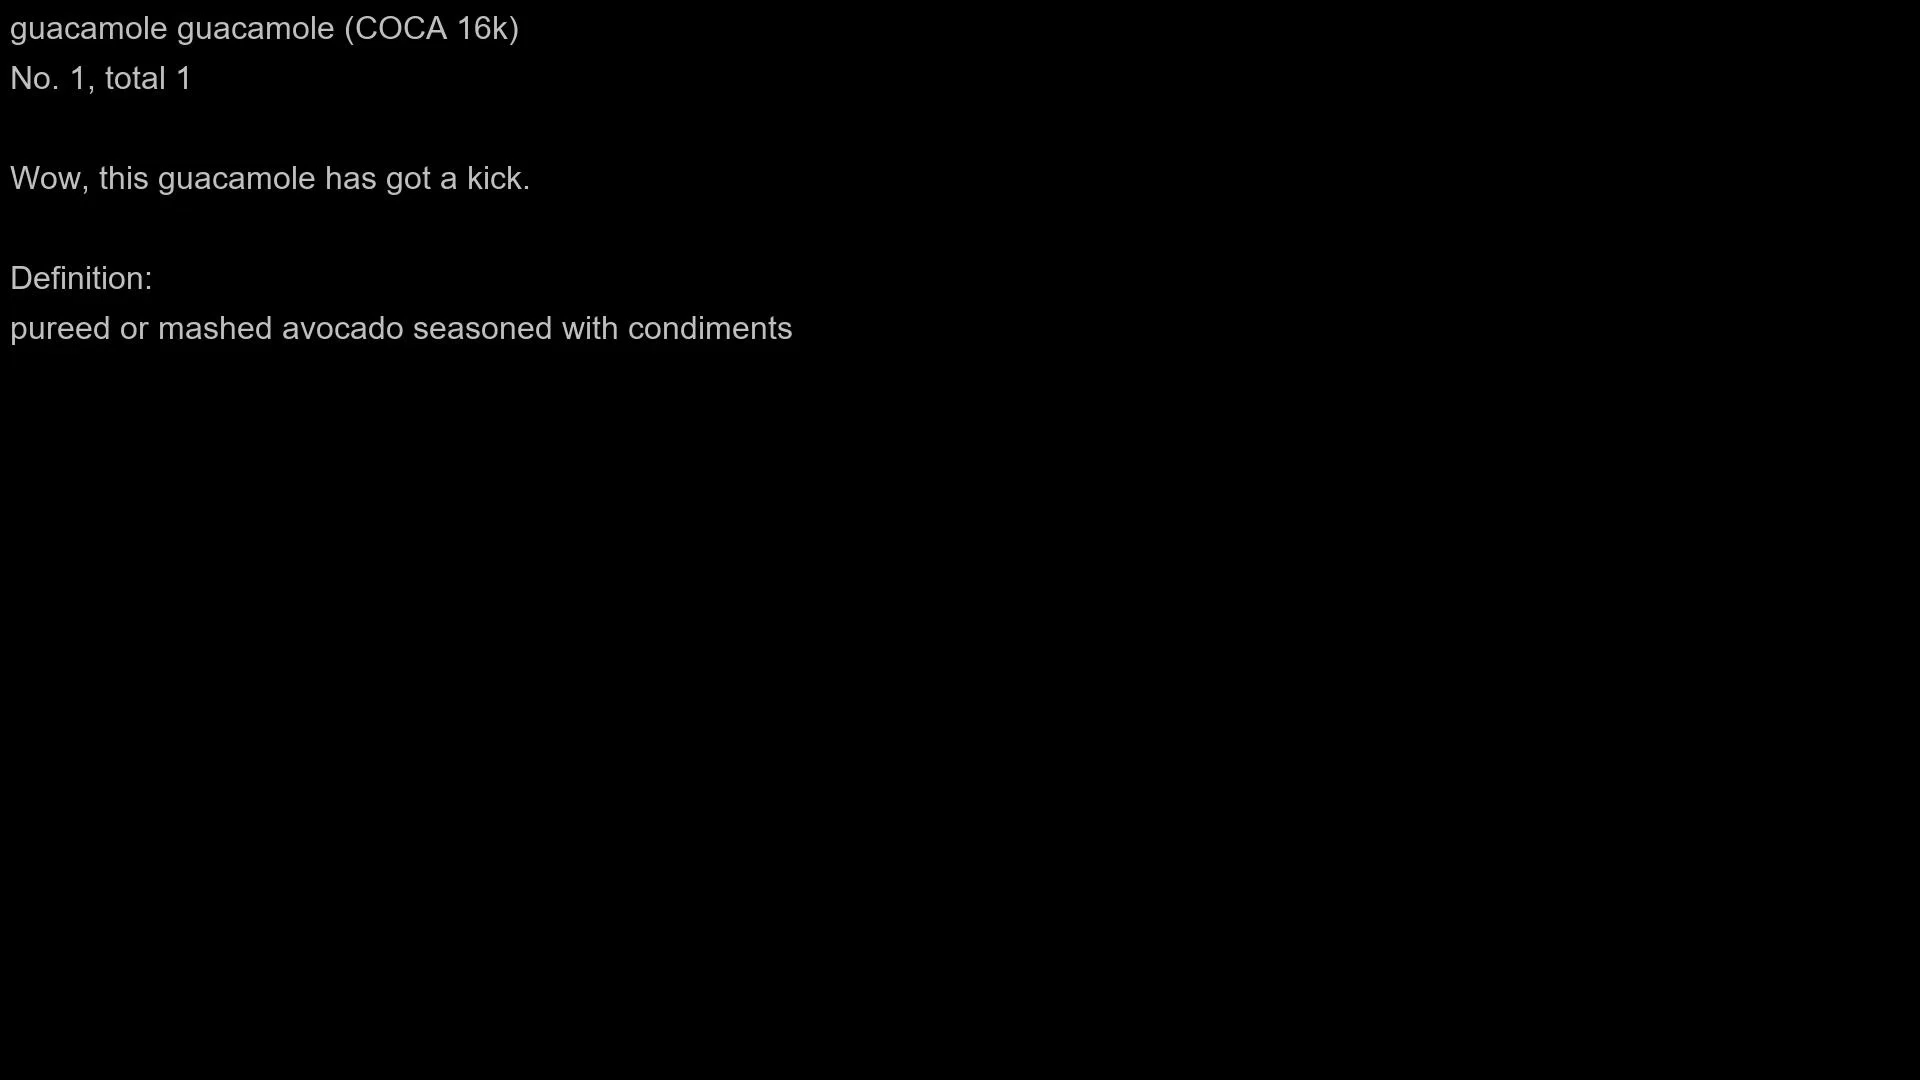 guacamole guacamole (COCA 16k)
No. 1, total 1
Wow, this guacamole has got a kick.
Definition:
pureed or mashed avocado seasoned with condiments